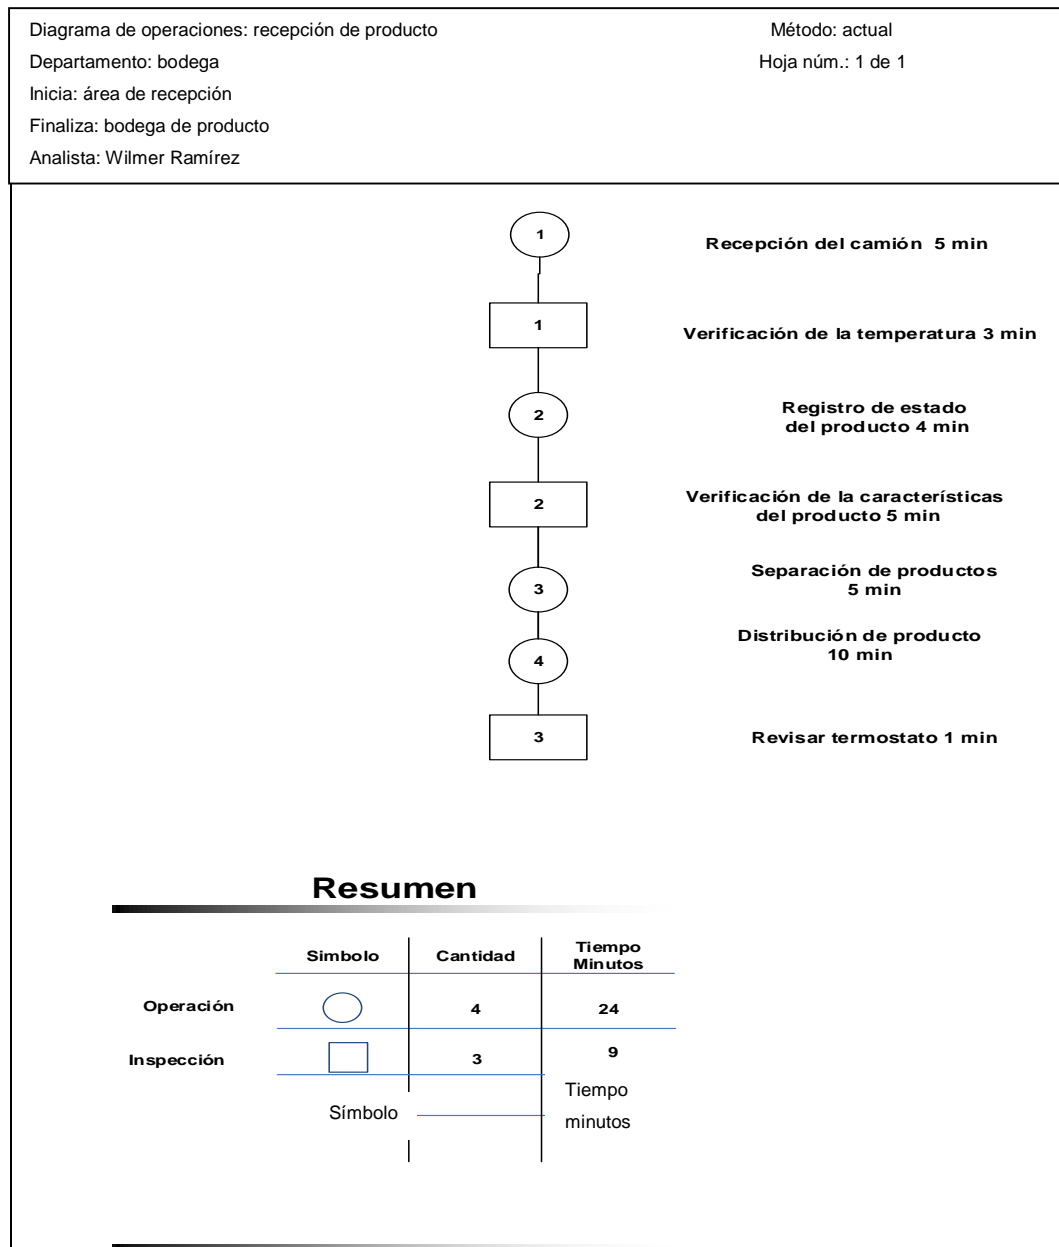 Diagrama de operaciones: recepción de producto
Método: actual
Departamento: bodega
Hoja núm.: 1 de 1
Inicia: área de recepción
Finaliza: bodega de producto
Analista: Wilmer Ramírez
1
Recepción del camión 5 min
1
Verificación de la temperatura 3 min
2
Registro de estado
del producto 4 min
2
Verificación de la características
del producto 5 min
3
Separación de productos
5 min
4
Distribución de producto
10 min
3
Revisar termostato 1 min
Resumen
Simbolo
Cantidad
Tiempo
Minutos
Operación
4
24
Inspección
3
9
Símbolo
Tiempo
minutos